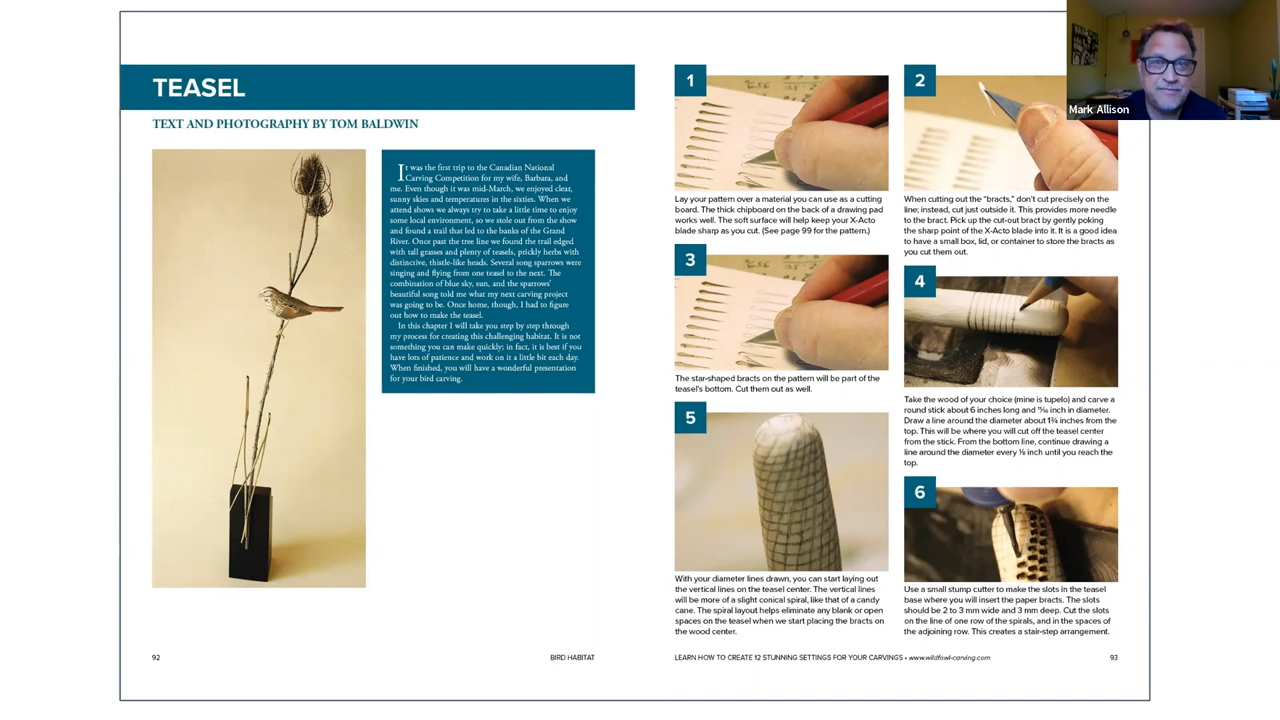 TEASEL
TEXT AND PHOTOGRAPHY BY TOM BALDWIN
It was the first trip to the Canadian National
Carving Competition for my wife, Barbara, and
me. Even though it was mid-March, we enjoyed clear,
sunny skies and temperatures in the sixties. When we
attend shows we always try to take a little time to enjoy
some local environment, so we stole out from the show
and found a trail that led to the banks of the Grand
River. Once past the tree line we found the trail edged
with tall grasses and plenty of teasels, prickly herbs with
distinctive, thistle-like heads. Several song sparrows were
singing and flying from one teasel to the next. The
combination of blue sky, sun, and the sparrows'
beautiful song told me what my next carving project
was going to be. Once home, though, I had to figure
out how to make the teasel.
In this chapter I will take you step by step through
my process for creating this challenging habitat. It is not
something you can make quickly; in fact, it is best if you
have lots of patience and work on it a little bit each day.
When finished, you will have a wonderful presentation
for your bird carving.
92
BIRD HABITAT
1
Lay your pattern over a material you can use as a cutting
board. The thick chipboard on the back of a drawing pad
works well. The soft surface will help keep your X-Acto
blade sharp as you cut. (See page 99 for the pattern.)
2
When cutting out the "bracts," don't cut precisely on the
line; instead, cut just outside it. This provides more needle
to the bract. Pick up the cut-out bract by gently poking
the sharp point of the X-Acto blade into it. It is a good idea
to have a small box, lid, or container to store the bracts as
you cut them out.
3
The star-shaped bracts on the pattern will be part of the
teasel's bottom. Cut them out as well.
4
Take the wood of your choice (mine is tupelo) and carve a
round stick about 6 inches long and inch in diameter.
Draw a line around the diameter about 1¾ inches from the
top. This will be where you will cut off the teasel center
from the stick. From the bottom line, continue drawing a
line around the diameter every ⅛ inch until you reach the
top.
5
With your diameter lines drawn, you can start laying out
the vertical lines on the teasel center. The vertical lines
will be more of a slight conical spiral, like that of a candy
cane. The spiral layout helps eliminate any blank or open
spaces on the teasel when we start placing the bracts on
the wood center.
6
Use a small stump cutter to make the slots in the teasel
base where you will insert the paper bracts. The slots
should be 2 to 3 mm wide and 3 mm deep. Cut the slots
on the line of one row of the spirals, and in the spaces of
the adjoining row. This creates a stair-step arrangement.
LEARN HOW TO CREATE 12 STUNNING SETTINGS FOR YOUR CARVINGS • www.wildfowl-carving.com
93
Mark Allison